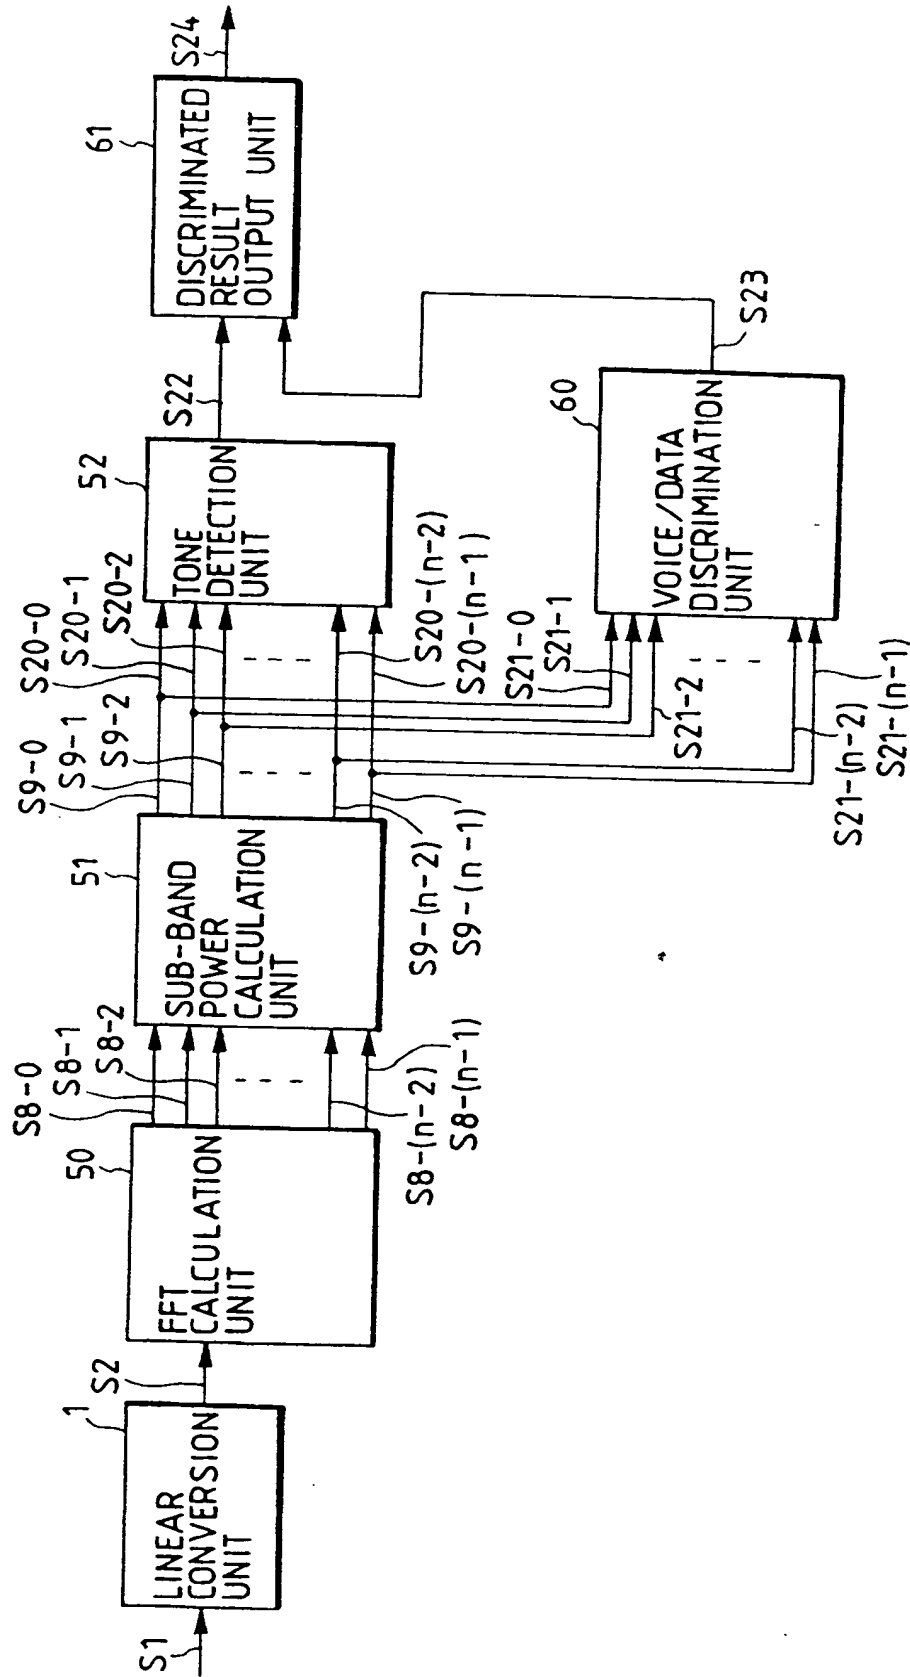 S1
1
LINEAR
CONVERSION
UNIT
S2
50
FFT
CALCULATION
UNIT
S8-0
S8-1
S8-2
S8-(n-2)
S8-(n-1)
51
SUB-BAND
POWER
CALCULATION
UNIT
S9-0
S9-1
S9-2
S9-(n-2)
S9-(n-1)
S20-0
S20-1
S20-2
S20-(n-2)
S20-(n-1)
52
TONE
DETECTION
UNIT
S22
S21-0
S21-1
S21-2
S21-(n-2)
S21-(n-1)
60
VOICE/DATA
DISCRIMINATION
UNIT
S23
61
DISCRIMINATED
RESULT
OUTPUT UNIT
S24